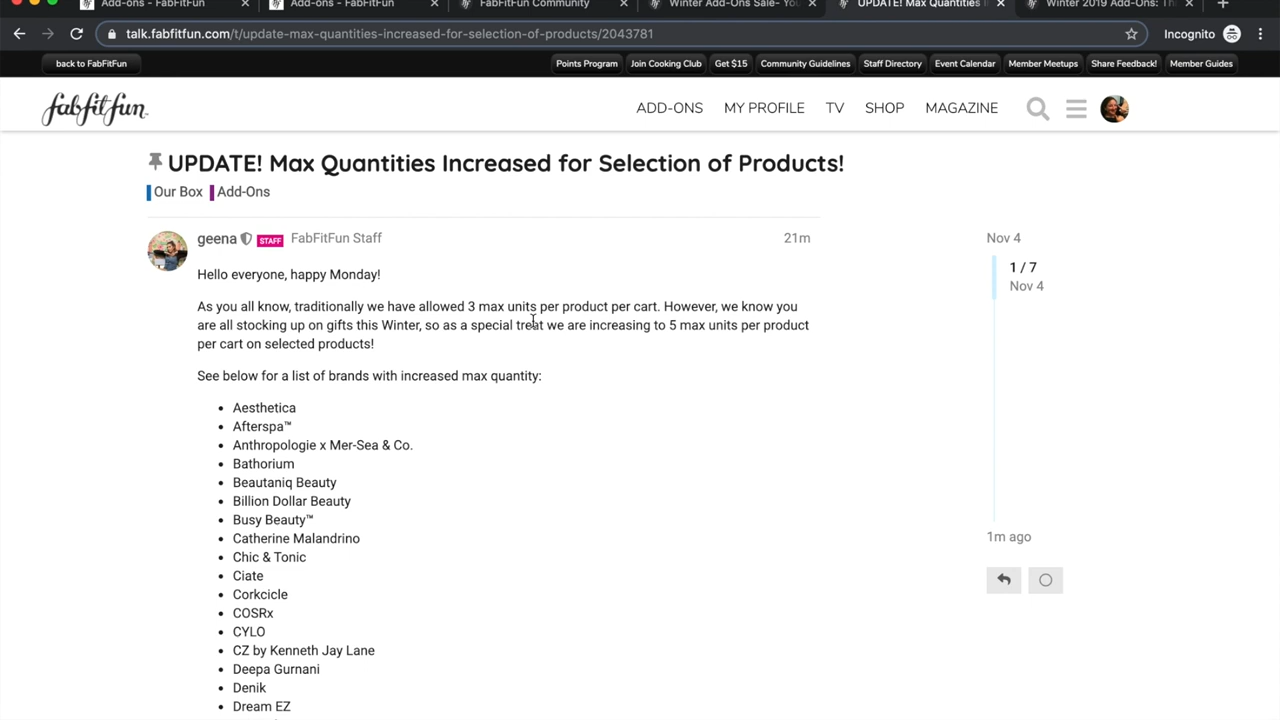 Add-ons - FabFitFun
Add-ons - FabFitFun
FabFitFun Community
Winter Add-Ons Sale- You
UPDATE! Max Quantities I
Winter 2019 Add-Ons: Th
talk.fabfitfun.com/t/update-max-quantities-increased-for-selection-of-products/2043781
Incognito
back to FabFitFun
Points Program
Join Cooking Club
Get $15
Community Guidelines
Staff Directory
Event Calendar
Member Meetups
Share Feedback!
Member Guides
fabfitfun
ADD-ONS
MY PROFILE
TV
SHOP
MAGAZINE
UPDATE! Max Quantities Increased for Selection of Products!
Our Box
Add-Ons
geena
STAFF
FabFitFun Staff
21m
Hello everyone, happy Monday!
As you all know, traditionally we have allowed 3 max units per product per cart. However, we know you
are all stocking up on gifts this Winter, so as a special treat we are increasing to 5 max units per product
per cart on selected products!
See below for a list of brands with increased max quantity:
• Aesthetica
• Afterspa™
• Anthropologie x Mer-Sea & Co.
• Bathorium
• Beautaniq Beauty
• Billion Dollar Beauty
• Busy Beauty™
• Catherine Malandrino
• Chic & Tonic
• Ciate
• Corkcicle
• COSRx
• CYLO
• CZ by Kenneth Jay Lane
• Deepa Gurnani
• Denik
• Dream EZ
Nov 4
1 / 7
Nov 4
1m ago